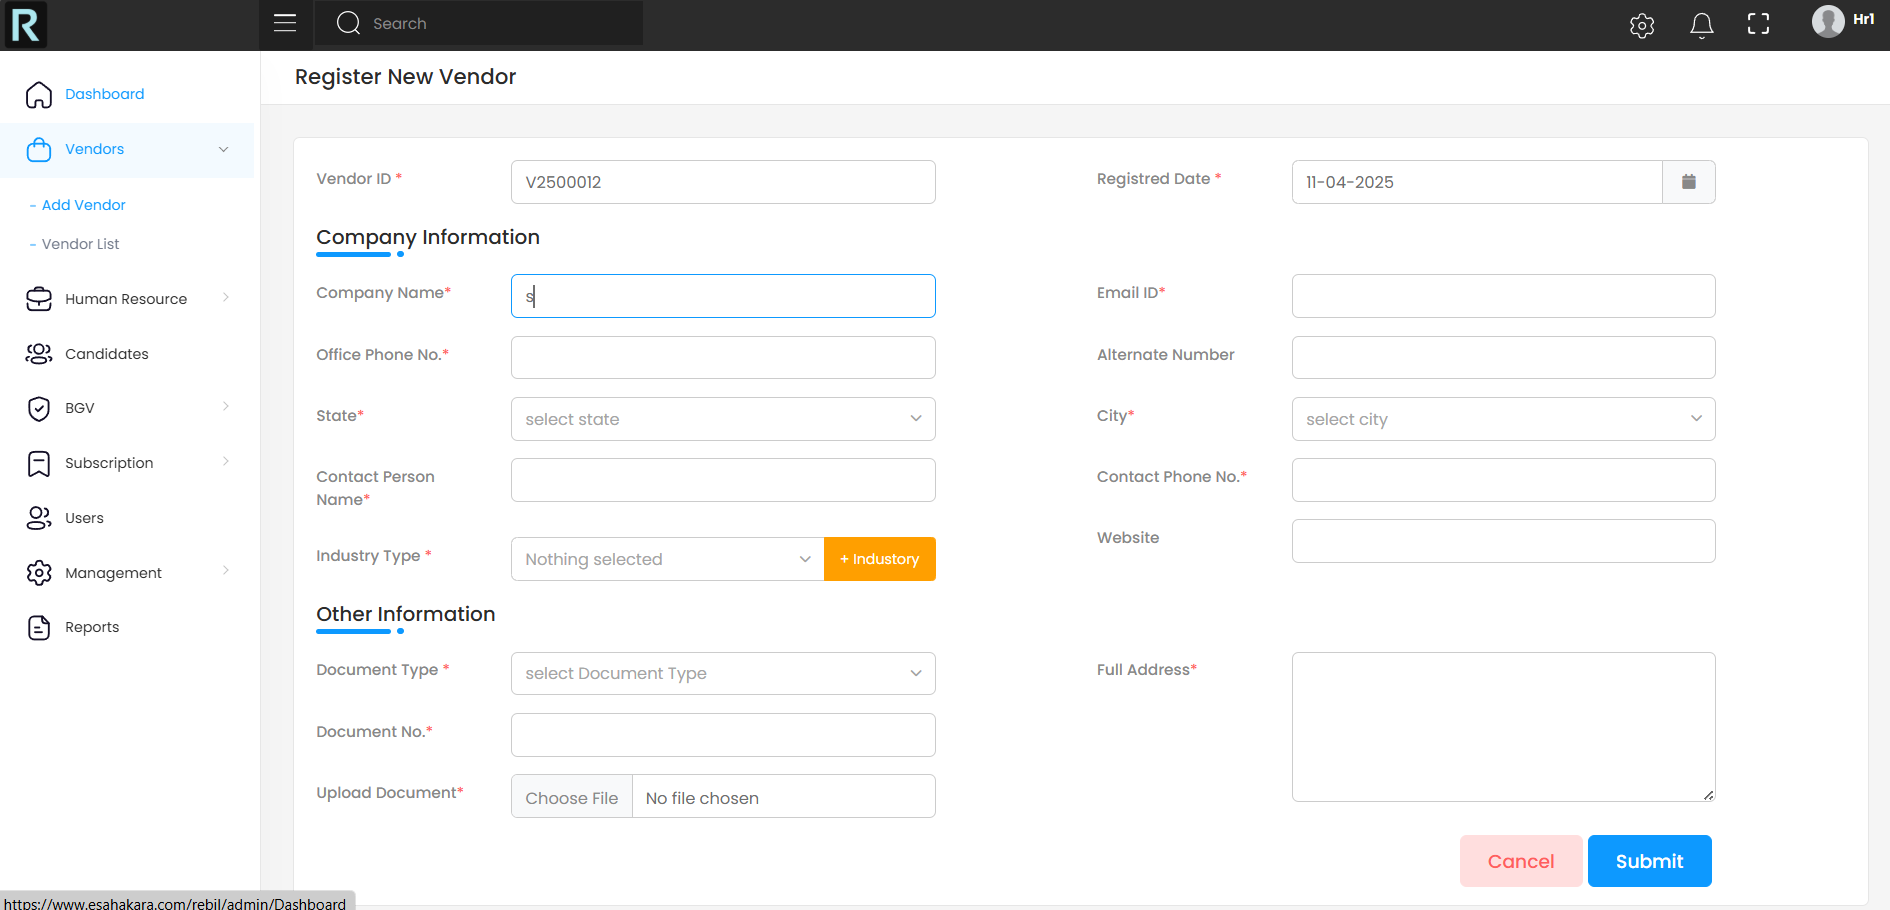 R
Search
Hr1
Dashboard
Vendors
- Add Vendor
- Vendor List
Human Resource
Candidates
BGV
Subscription
Users
Management
Reports
Register New Vendor
Vendor ID *
V2500012
Registred Date *
11-04-2025
Company Information
Company Name*
s
Email ID*
Office Phone No.*
Alternate Number
State*
select state
City*
select city
Contact Person
Name*
Contact Phone No.*
Industry Type *
Nothing selected
+ Industory
Website
Other Information
Document Type *
select Document Type
Full Address*
Document No.*
Upload Document*
Choose File
No file chosen
Cancel
Submit
https://www.esahakara.com/rebil/admin/Dashboard